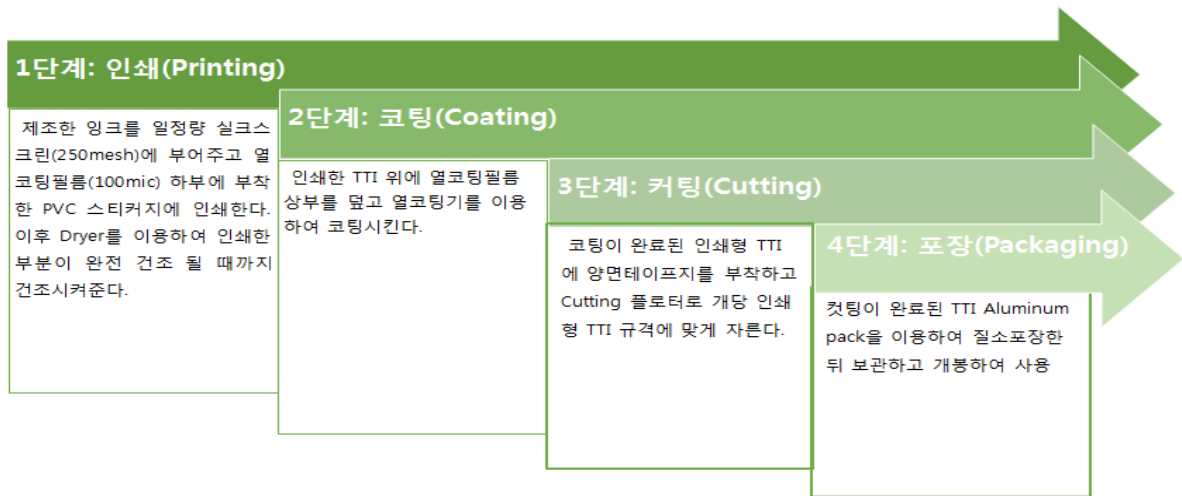 1단계: 인쇄(Printing)
제조한 잉크를 일정량 실크스
크린(250mesh)에 부어주고 열
코팅필름(100mic) 하부에 부착
한 PVC 스티커지에 인쇄한다.
이후 Dryer를 이용하여 인쇄한
부분이 완전 건조 될 때까지
건조시켜준다.
2단계: 코팅(Coating)
인쇄한 TTI 위에 열코팅필름
상부를 덮고 열코팅기를 이용
하여 코팅시킨다.
3단계: 커팅(Cutting)
코팅이 완료된 인쇄형 TTI
에 양면테이프지를 부착하고
Cutting 플로터로 개당 인쇄
형 TTI 규격에 맞게 자른다.
4단계: 포장(Packaging)
컷팅이 완료된 TTI Aluminum
pack을 이용하여 질소포장한
뒤 보관하고 개봉하여 사용